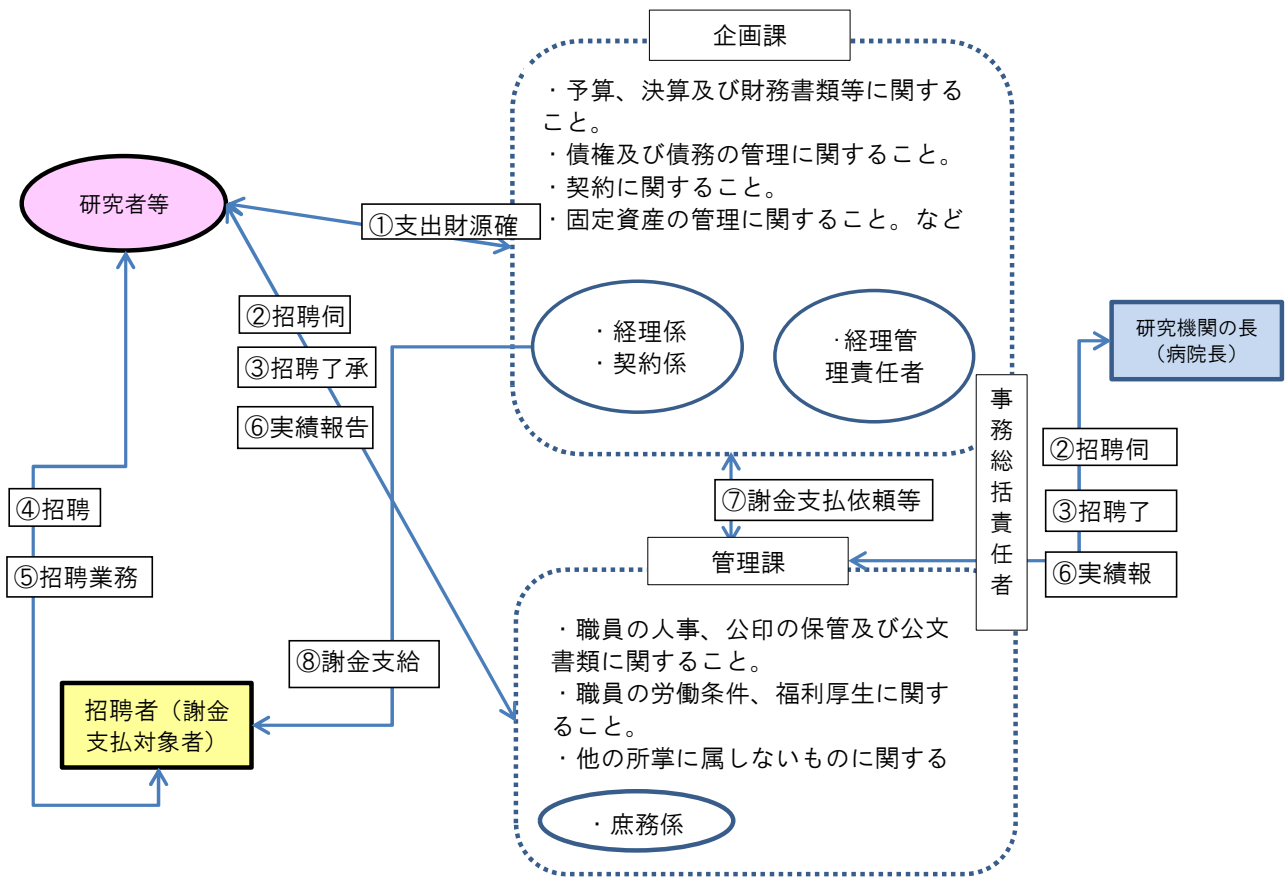 企画課
・予算、決算及び財務書類等に関する
こと。
・債権及び債務の管理に関すること。
・契約に関すること。
・固定資産の管理に関すること。など
研究者等
①支出財源確
②招聘伺
③招聘了承
⑥実績報告
・経理係
・契約係
・経理管
理責任者
研究機関の長
（病院長）
事務総括責任者
②招聘伺
③招聘了
⑥実績報
④招聘
⑤招聘業務
⑦謝金支払依頼等
管理課
・職員の人事、公印の保管及び公文
書類に関すること。
・職員の労働条件、福利厚生に関す
ること。
・他の所掌に属しないものに関する
・庶務係
⑧謝金支給
招聘者（謝金
支払対象者）